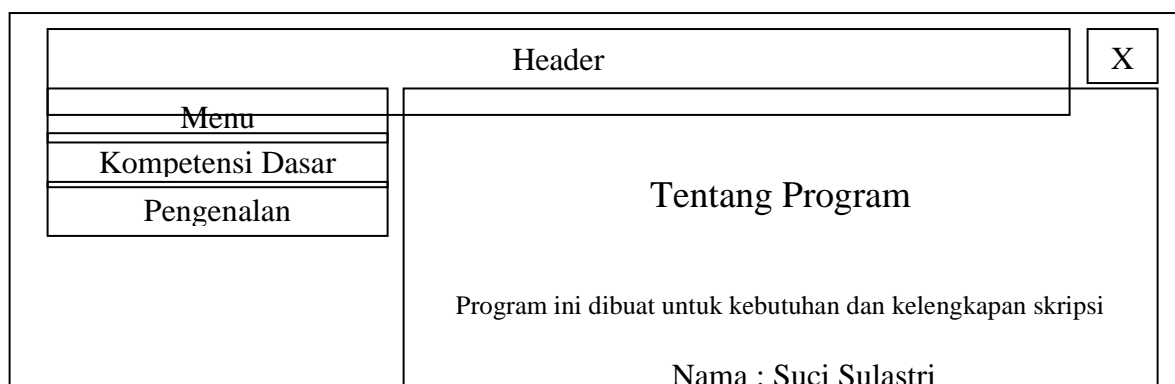 Header
X
Menu
Kompetensi Dasar
Pengenalan
Tentang Program
Program ini dibuat untuk kebutuhan dan kelengkapan skripsi
Nama : Suci Sulastri